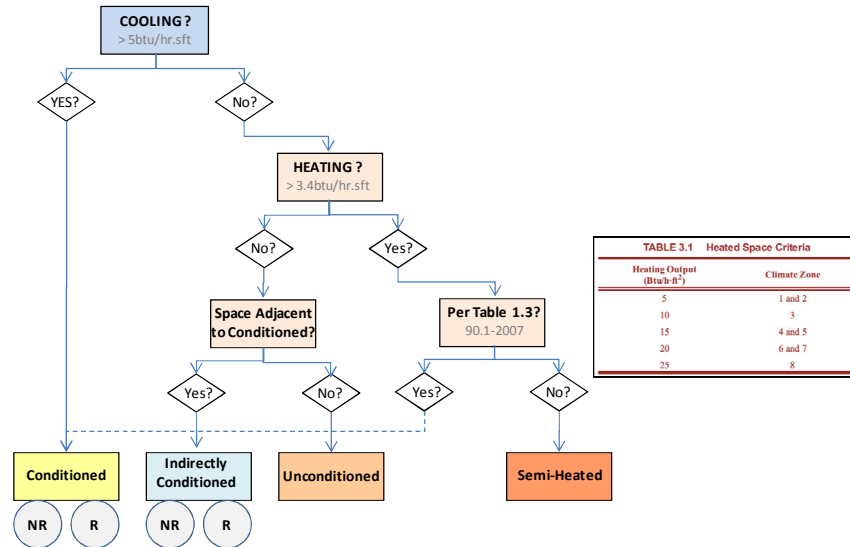 COOLING ?
> 5btu/hr.sft
YES?
No?
HEATING ?
> 3.4btu/hr.sft
No?
Yes?
TABLE 3.1 Heated Space Criteria
Heating Output
(Btu/h·ft²)
Climate Zone
5 1 and 2
10 3
15 4 and 5
20 6 and 7
25 8
Space Adjacent
to Conditioned?
Per Table 1.3?
90.1-2007
Yes?
No?
Yes?
No?
Conditioned
Indirectly
Conditioned
Unconditioned
Semi-Heated
NR
R
NR
R